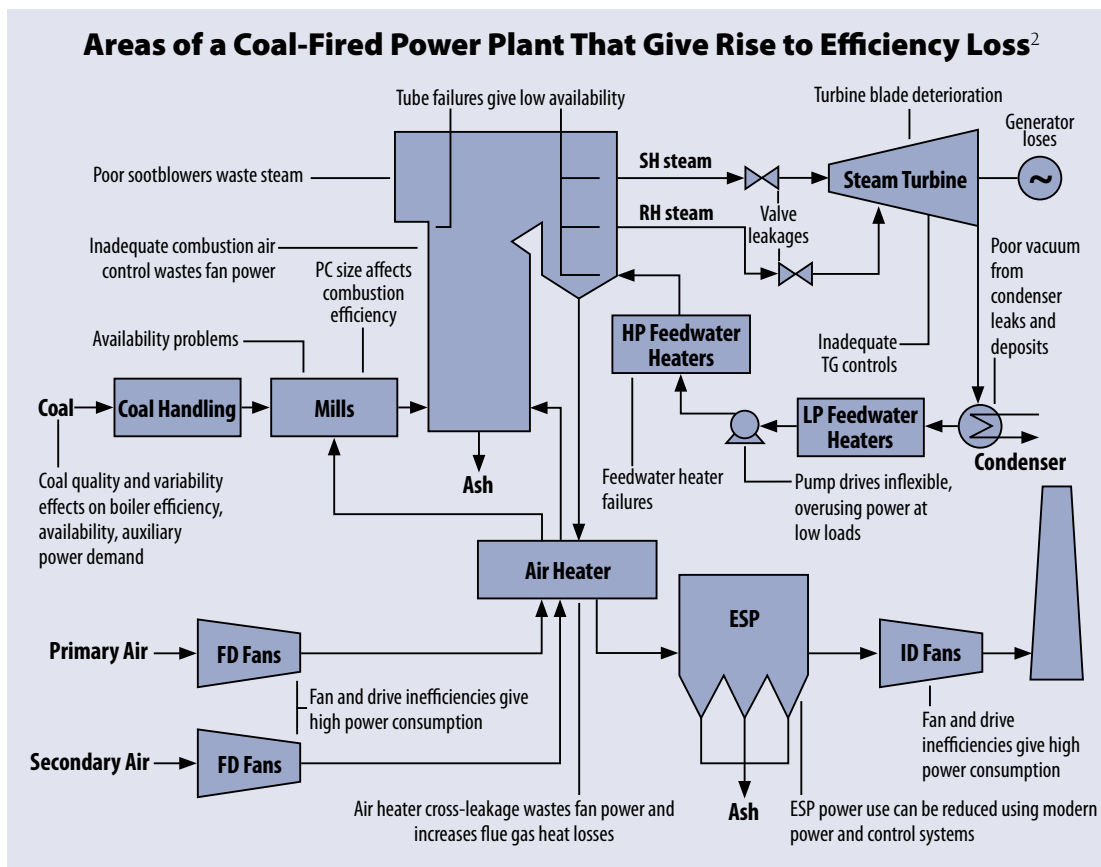 Areas of a Coal-Fired Power Plant That Give Rise to Efficiency Loss2
Tube failures give low availability
Turbine blade deterioration
Generator
loses
Poor sootblowers waste steam
SH steam
Steam Turbine
~
RH steam
Valve
leakages
Inadequate combustion air
control wastes fan power
PC size affects
combustion
efficiency
Poor vacuum
from
condenser
leaks and
deposits
Availability problems
HP Feedwater
Heaters
Inadequate
TG controls
Coal
Coal Handling
Mills
LP Feedwater
Heaters
Condenser
Coal quality and variability
effects on boiler efficiency,
availability, auxiliary
power demand
Ash
Feedwater heater
failures
Pump drives inflexible,
overusing power at
low loads
Air Heater
ESP
Primary Air
FD Fans
ID Fans
Fan and drive inefficiencies give
high power consumption
Secondary Air
FD Fans
Fan and drive
inefficiencies give high
power consumption
Air heater cross-leakage wastes fan power and
increases flue gas heat losses
Ash
ESP power use can be reduced using modern
power and control systems